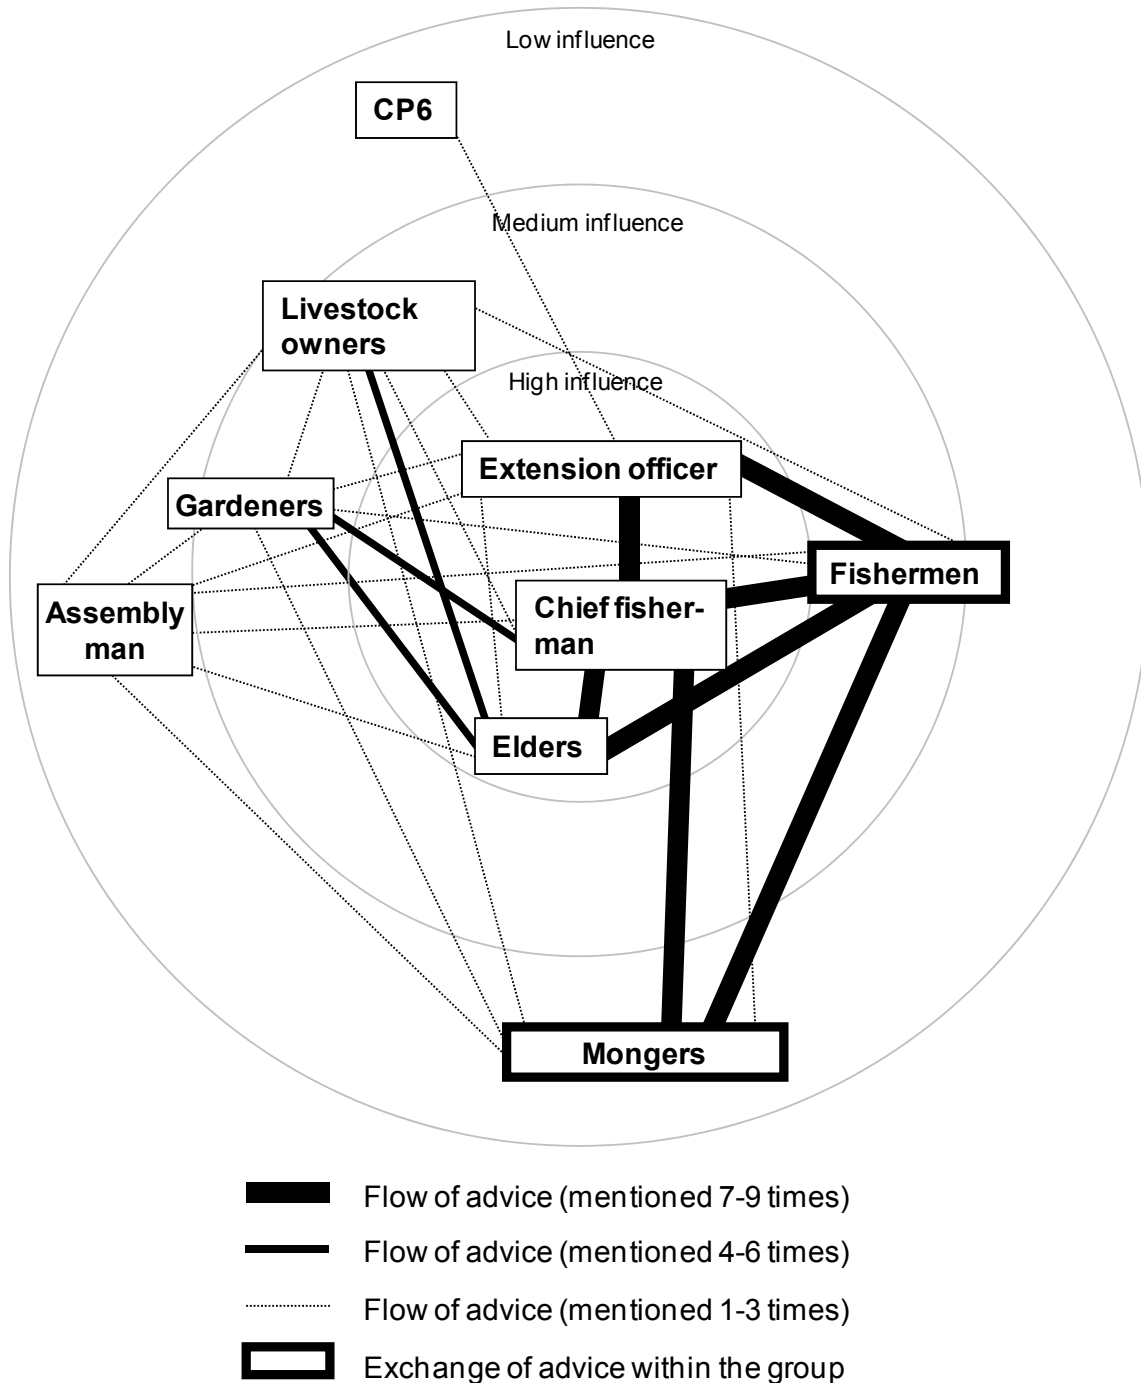 Low influence
CP6
Medium influence
Livestock
owners
High influence
Extension officer
Gardeners
Fishermen
Assembly
man
Chief fisher-
man
Elders
Mongers
Flow of advice (mentioned 7-9 times)
Flow of advice (mentioned 4-6 times)
Flow of advice (mentioned 1-3 times)
Exchange of advice within the group